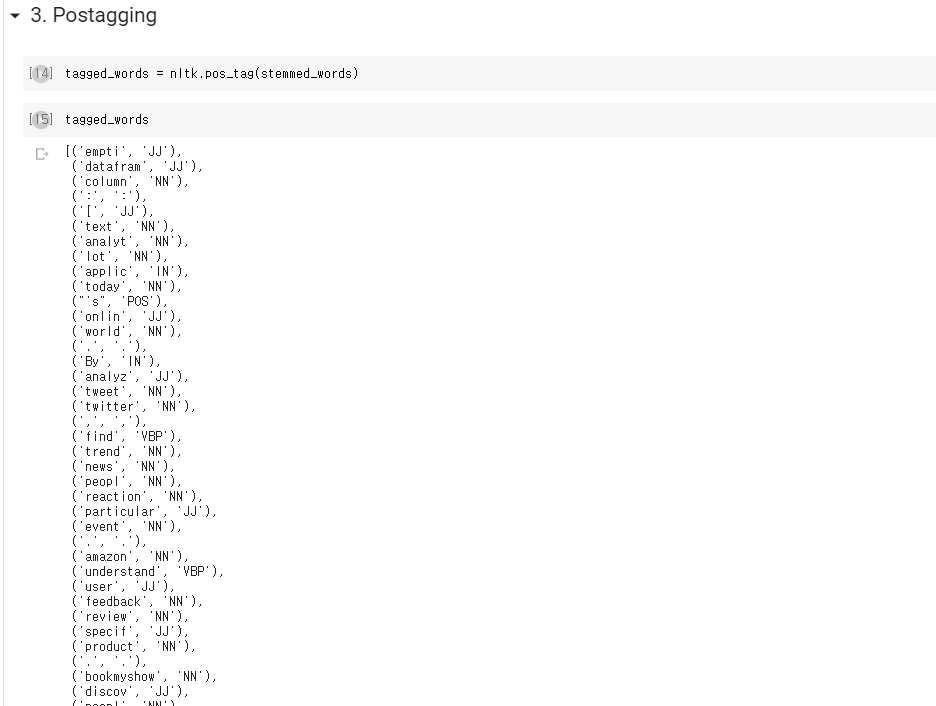 3. Postagging
[14] tagged_words = nltk.pos_tag(stemmed_words)
[15] tagged_words
[('empti', 'JJ'),
('datafram', 'JJ'),
('column', 'NN'),
(':', ':'),
('[', 'JJ'),
('text', 'NN'),
('analyt', 'NN'),
('lot', 'NN'),
('applic', 'IN'),
('today', 'NN'),
("'s", 'POS'),
('onlin', 'JJ'),
('world', 'NN'),
('.', '.'),
('By', 'IN'),
('analyz', 'JJ'),
('tweet', 'NN'),
('twitter', 'NN'),
(',', ','),
('find', 'VBP'),
('trend', 'NN'),
('news', 'NN'),
('peopl', 'NN'),
('reaction', 'NN'),
('particular', 'JJ'),
('event', 'NN'),
('.', '.'),
('amazon', 'NN'),
('understand', 'VBP'),
('user', 'JJ'),
('feedback', 'NN'),
('review', 'NN'),
('specif', 'JJ'),
('product', 'NN'),
('.', '.'),
('bookmyshow', 'NN'),
('discov', 'JJ'),
('peopl', 'NN'),